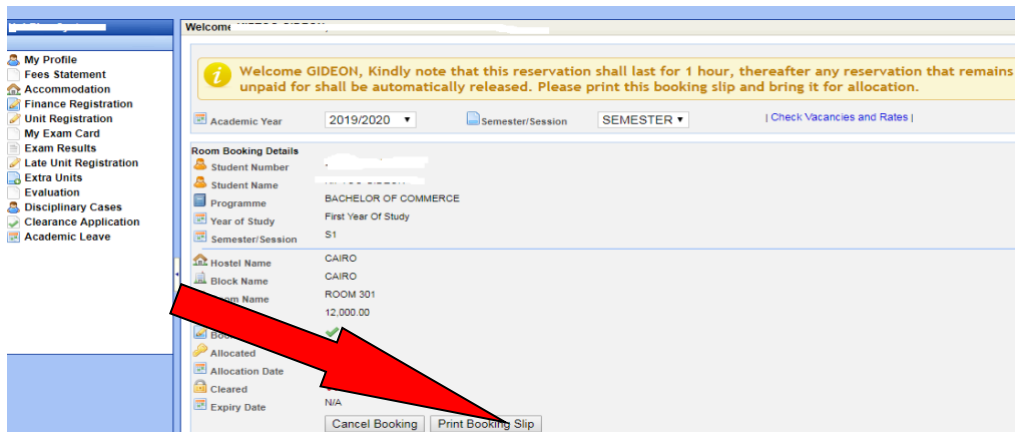 Welcome
My Profile
Fees Statement
Accommodation
Finance Registration
Unit Registration
My Exam Card
Exam Results
Late Unit Registration
Extra Units
Evaluation
Disciplinary Cases
Clearance Application
Academic Leave
Welcome GIDEON, Kindly note that this reservation shall last for 1 hour, thereafter any reservation that remains
unpaid for shall be automatically released. Please print this booking slip and bring it for allocation.
Academic Year 2019/2020 Semester/Session SEMESTER | Check Vacancies and Rates |
Room Booking Details
Student Number
Student Name
Programme BACHELOR OF COMMERCE
Year of Study First Year Of Study
Semester/Session S1
Hostel Name CAIRO
Block Name CAIRO
Name ROOM 301
12,000.00
Allocated
Allocation Date
Cleared
Expiry Date N/A
Cancel Booking Print Booking Slip